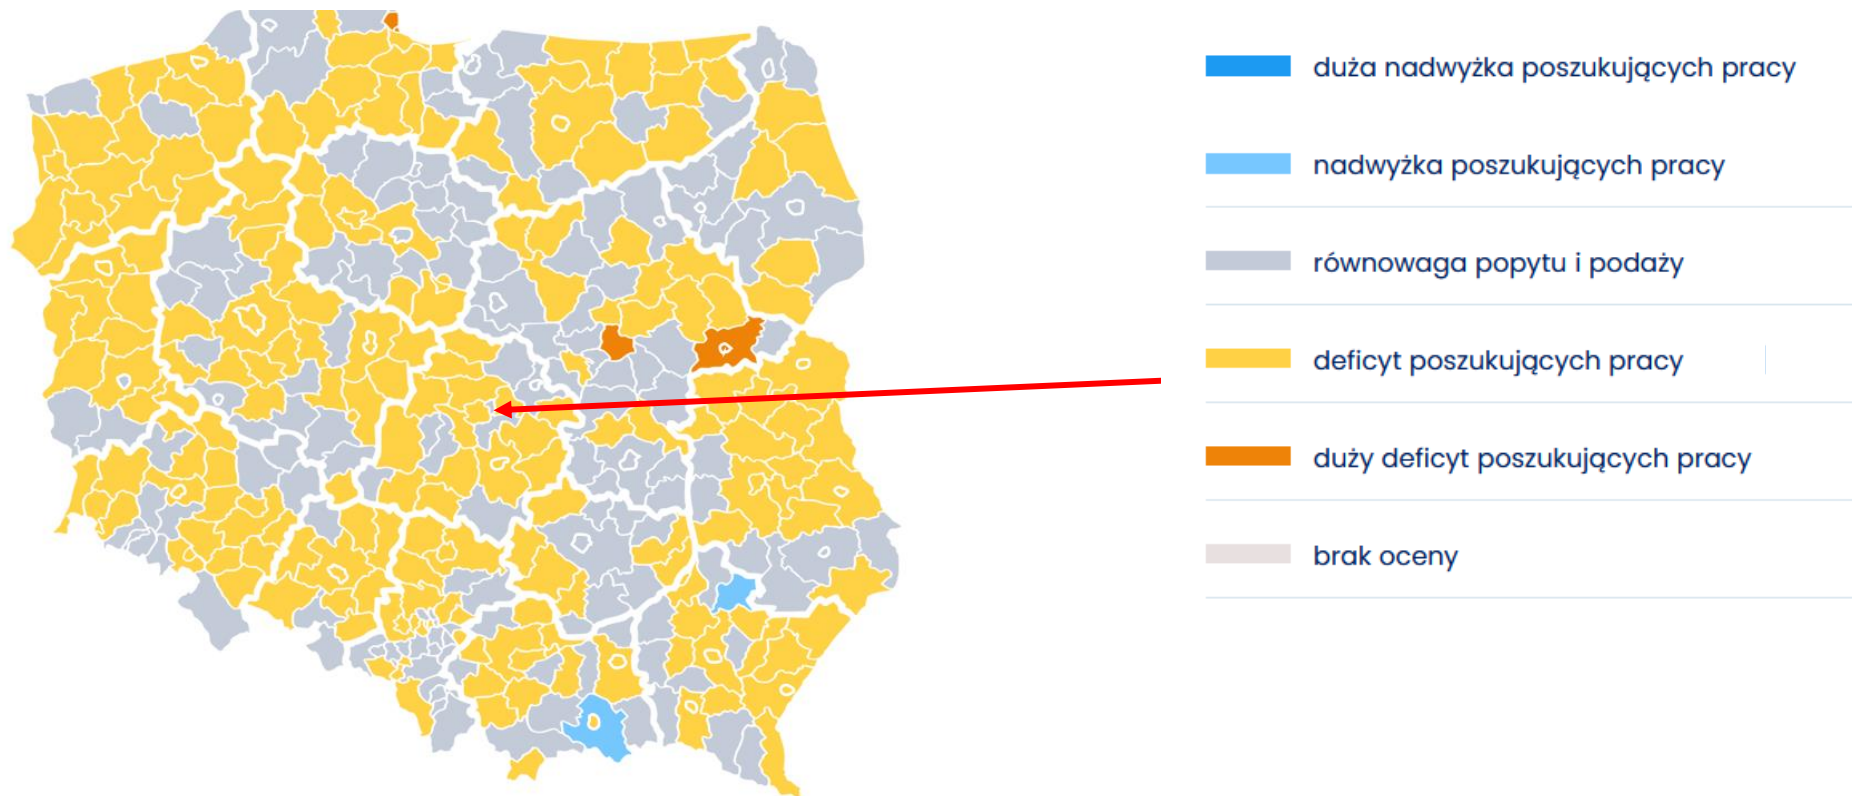 duża nadwyżka poszukujących pracy
nadwyżka poszukujących pracy
równowaga popytu i podaży
deficyt poszukujących pracy
duży deficyt poszukujących pracy
brak oceny